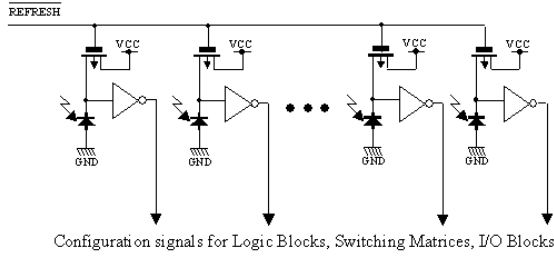 REFRESH
VCC VCC VCC VCC
GND GND GND GND
Configuration signals for Logic Blocks, Switching Matrices, I/O Blocks